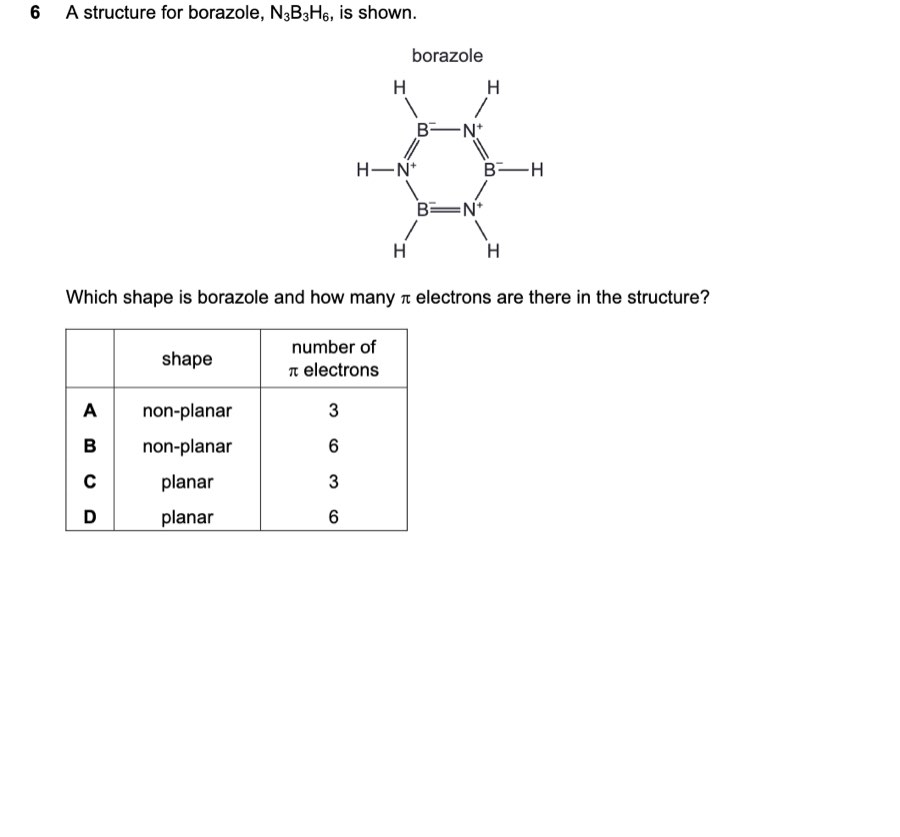 6 A structure for borazole, N₃B₃H₆, is shown.
borazole
H H
B⁻ N⁺
H N⁺ B⁻ H
B⁻ N⁺
H H
Which shape is borazole and how many π electrons are there in the structure?
shape number of π electrons
A non-planar 3
B non-planar 6
C planar 3
D planar 6